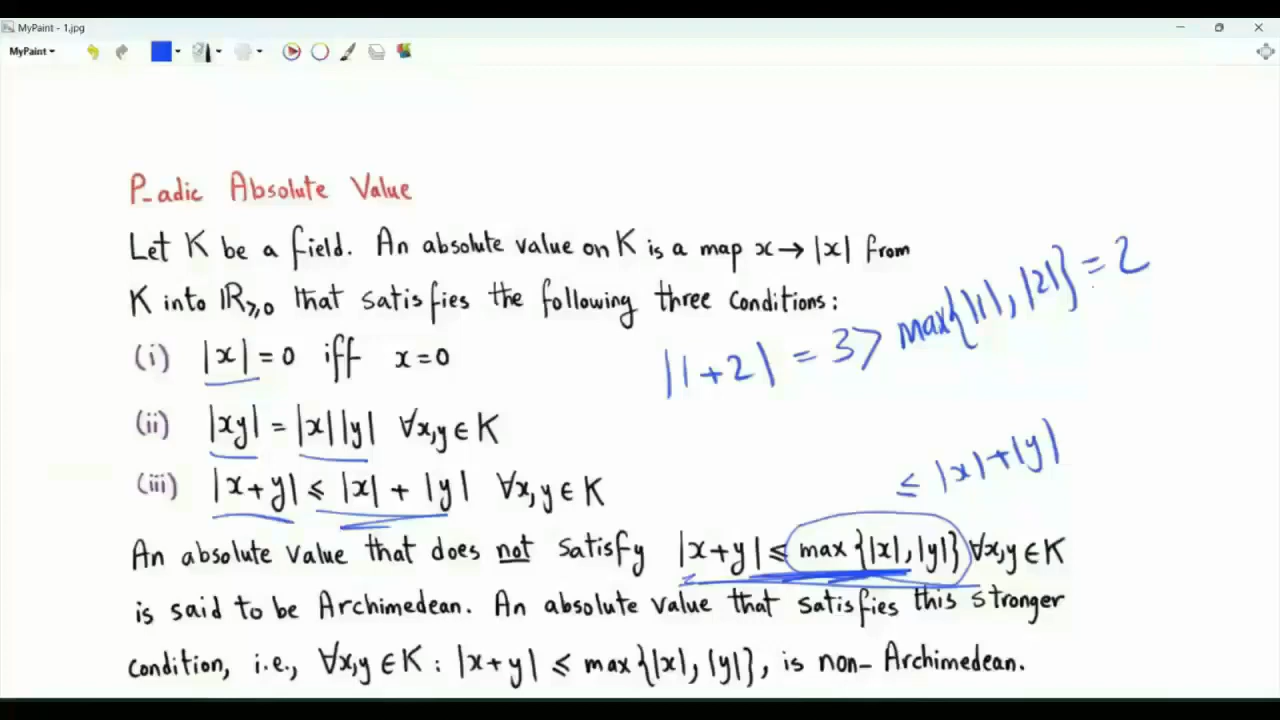 MyPaint - 1.jpg
MyPaint
P-adic Absolute Value
Let K be a field. An absolute value on K is a map x → |x| from
K into ℝ⩾0 that satisfies the following three conditions:
(i) |x| = 0 iff x = 0
|1+2| = 3 > max{|1|, |2|} = 2
(ii) |xy| = |x||y| ∀x,y ∈ K
(iii) |x+y| ⩽ |x| + |y| ∀x,y ∈ K
≤ |x|+|y|
An absolute value that does not satisfy |x+y| ⩽ max{|x|, |y|} ∀x,y ∈ K
is said to be Archimedean. An absolute value that satisfies this stronger
condition, i.e., ∀x,y ∈ K : |x+y| ⩽ max{|x|, |y|}, is non-Archimedean.